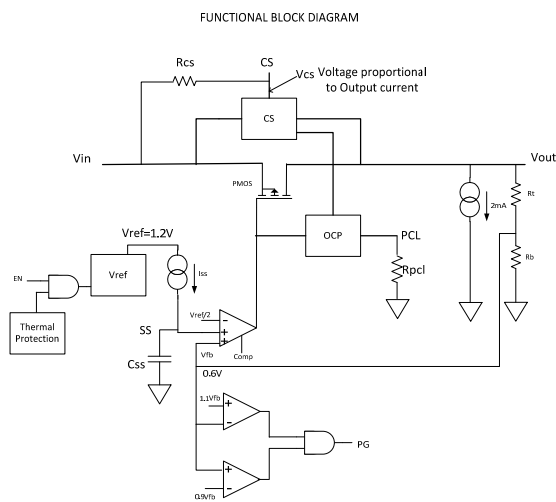 FUNCTIONAL BLOCK DIAGRAM
Rcs
CS
Vcs
Voltage proportional
to Output current
CS
Vin
Vout
PMOS
2mA
Rt
OCP
PCL
Rpcl
Rb
Vref=1.2V
Vref
Iss
EN
Thermal
Protection
SS
Css
Vref/2
Vfb
Comp
0.6V
1.1Vfb
PG
0.9Vfb
-
+
+
+
-
+
-